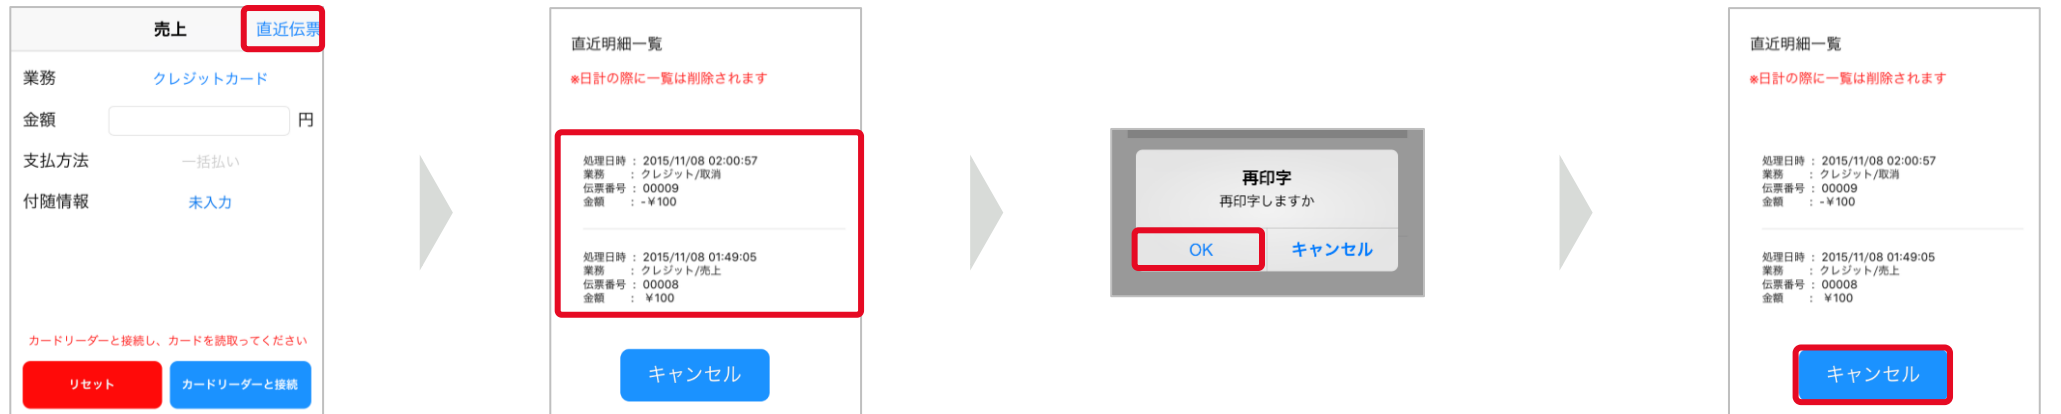 売上
直近伝票
業務 クレジットカード
金額 円
支払方法 一括払い
付随情報 未入力
カードリーダーと接続し、カードを読取ってください
リセット カードリーダーと接続
直近明細一覧
※日計の際に一覧は削除されます
処理日時 : 2015/11/08 02:00:57
業務 : クレジット/取消
伝票番号 : 00009
金額 : -¥100
処理日時 : 2015/11/08 01:49:05
業務 : クレジット/売上
伝票番号 : 00008
金額 : ¥100
キャンセル
再印字
再印字しますか
OK キャンセル
直近明細一覧
※日計の際に一覧は削除されます
処理日時 : 2015/11/08 02:00:57
業務 : クレジット/取消
伝票番号 : 00009
金額 : -¥100
処理日時 : 2015/11/08 01:49:05
業務 : クレジット/売上
伝票番号 : 00008
金額 : ¥100
キャンセル